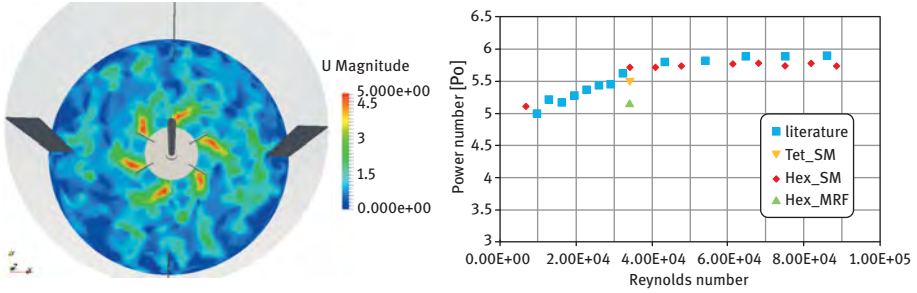 U Magnitude
5.000e+00
4.5
3
1.5
0.000e+00
Power number [Po]
6.5
6
5.5
5
4.5
4
3.5
3
literature
Tet_SM
Hex_SM
Hex_MRF
0.00E+00 2.00E+04 4.00E+04 6.00E+04 8.00E+04 1.00E+05
Reynolds number